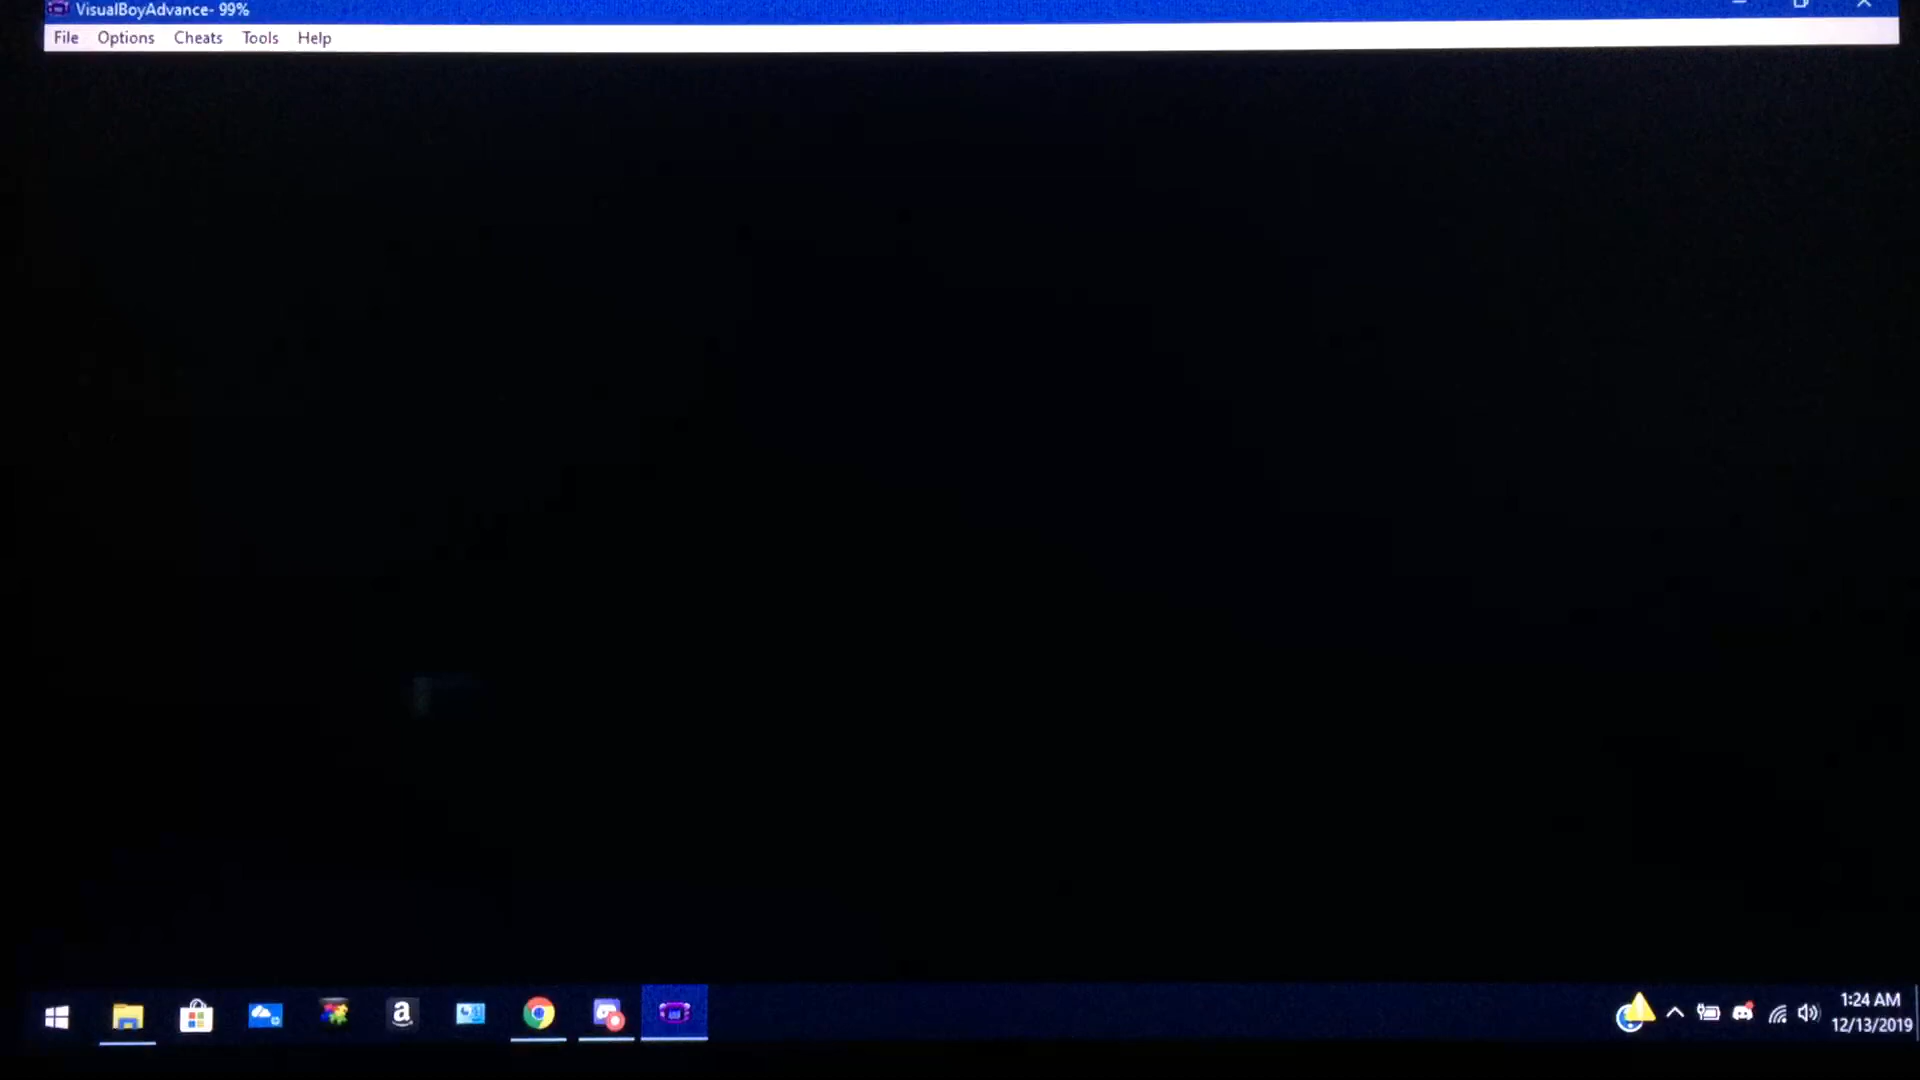 VisualBoyAdvance- 99%
File Options Cheats Tools Help
a
1:24 AM
12/13/2019